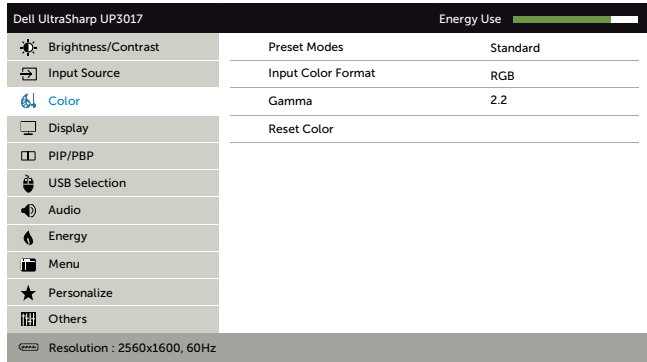 Dell UltraSharp UP3017 Energy Use
Brightness/Contrast Preset Modes Standard
Input Source Input Color Format RGB
Color Gamma 2.2
Display Reset Color
PIP/PBP
USB Selection
Audio
Energy
Menu
Personalize
Others
Resolution : 2560x1600, 60Hz